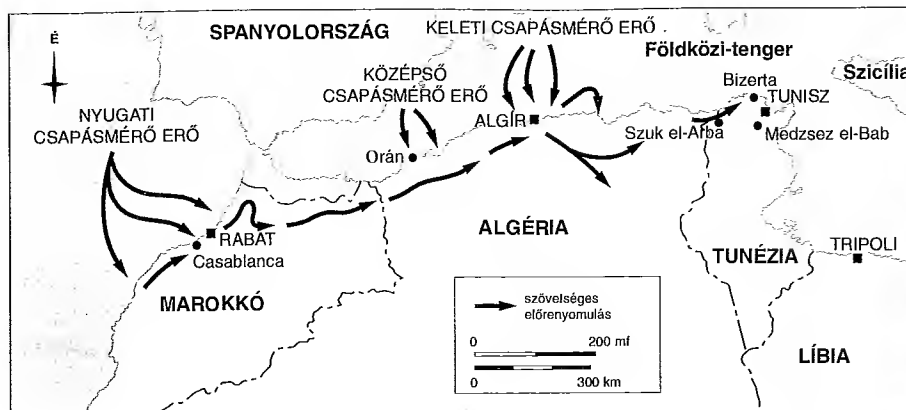 É
SPANYOLORSZÁG
KELETI CSAPÁSMÉRŐ ERŐ
Földközi-tenger
Szicília
KÖZÉPSŐ
CSAPÁSMÉRŐ ERŐ
NYUGATI
CSAPÁSMÉRŐ ERŐ
Bizerta
TUNISZ
ALGÍR
Szuk el-Arba
Medzsez el-Bab
Orán
RABAT
Casablanca
ALGÉRIA
TUNÉZIA
TRIPOLI
MAROKKÓ
szövetséges
előrenyomulás
0 200 mf
0 300 km
LÍBIA